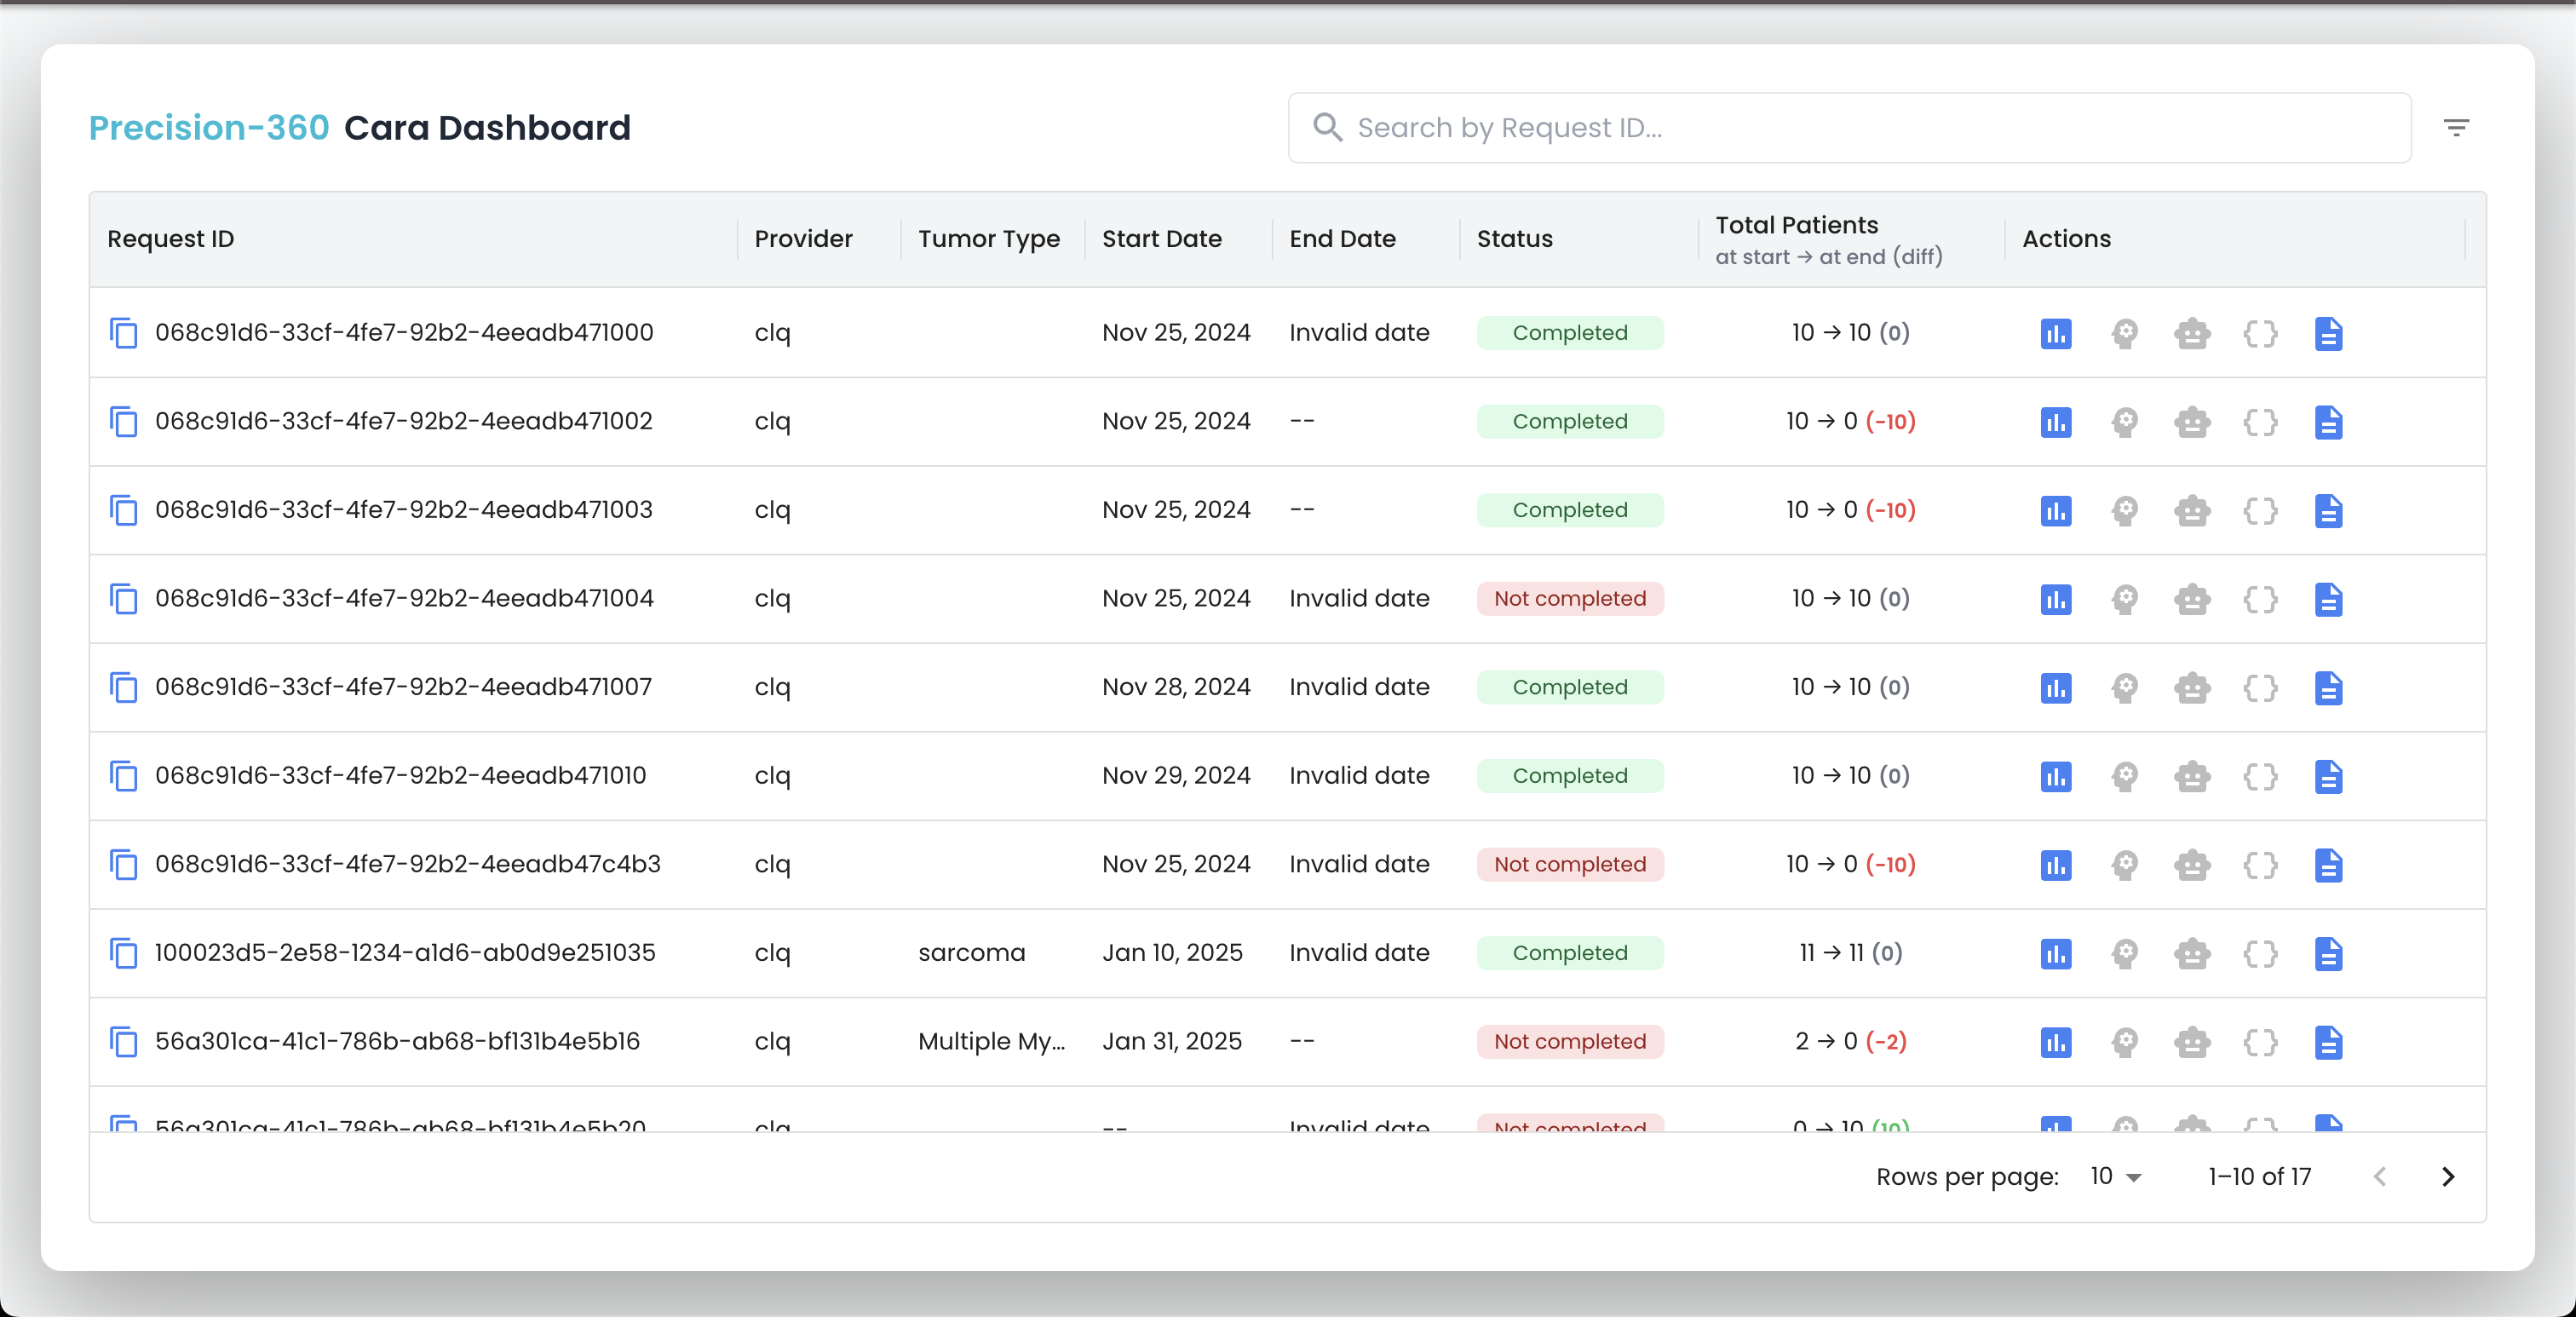 Precision-360 Cara Dashboard
Search by Request ID...
Request ID Provider Tumor Type Start Date End Date Status Total Patients Actions
at start → at end (diff)
068c91d6-33cf-4fe7-92b2-4eeadb471000 clq Nov 25, 2024 Invalid date Completed 10 → 10 (0)
068c91d6-33cf-4fe7-92b2-4eeadb471002 clq Nov 25, 2024 -- Completed 10 → 0 (-10)
068c91d6-33cf-4fe7-92b2-4eeadb471003 clq Nov 25, 2024 -- Completed 10 → 0 (-10)
068c91d6-33cf-4fe7-92b2-4eeadb471004 clq Nov 25, 2024 Invalid date Not completed 10 → 10 (0)
068c91d6-33cf-4fe7-92b2-4eeadb471007 clq Nov 28, 2024 Invalid date Completed 10 → 10 (0)
068c91d6-33cf-4fe7-92b2-4eeadb471010 clq Nov 29, 2024 Invalid date Completed 10 → 10 (0)
068c91d6-33cf-4fe7-92b2-4eeadb47c4b3 clq Nov 25, 2024 Invalid date Not completed 10 → 0 (-10)
100023d5-2e58-1234-a1d6-ab0d9e251035 clq sarcoma Jan 10, 2025 Invalid date Completed 11 → 11 (0)
56a301ca-41c1-786b-ab68-bf131b4e5b16 clq Multiple My... Jan 31, 2025 -- Not completed 2 → 0 (-2)
56a301ca-41c1-786b-ab68-bf131b4e5b20 clq -- Invalid date Not completed 0 → 10 (10)
Rows per page: 10 1–10 of 17